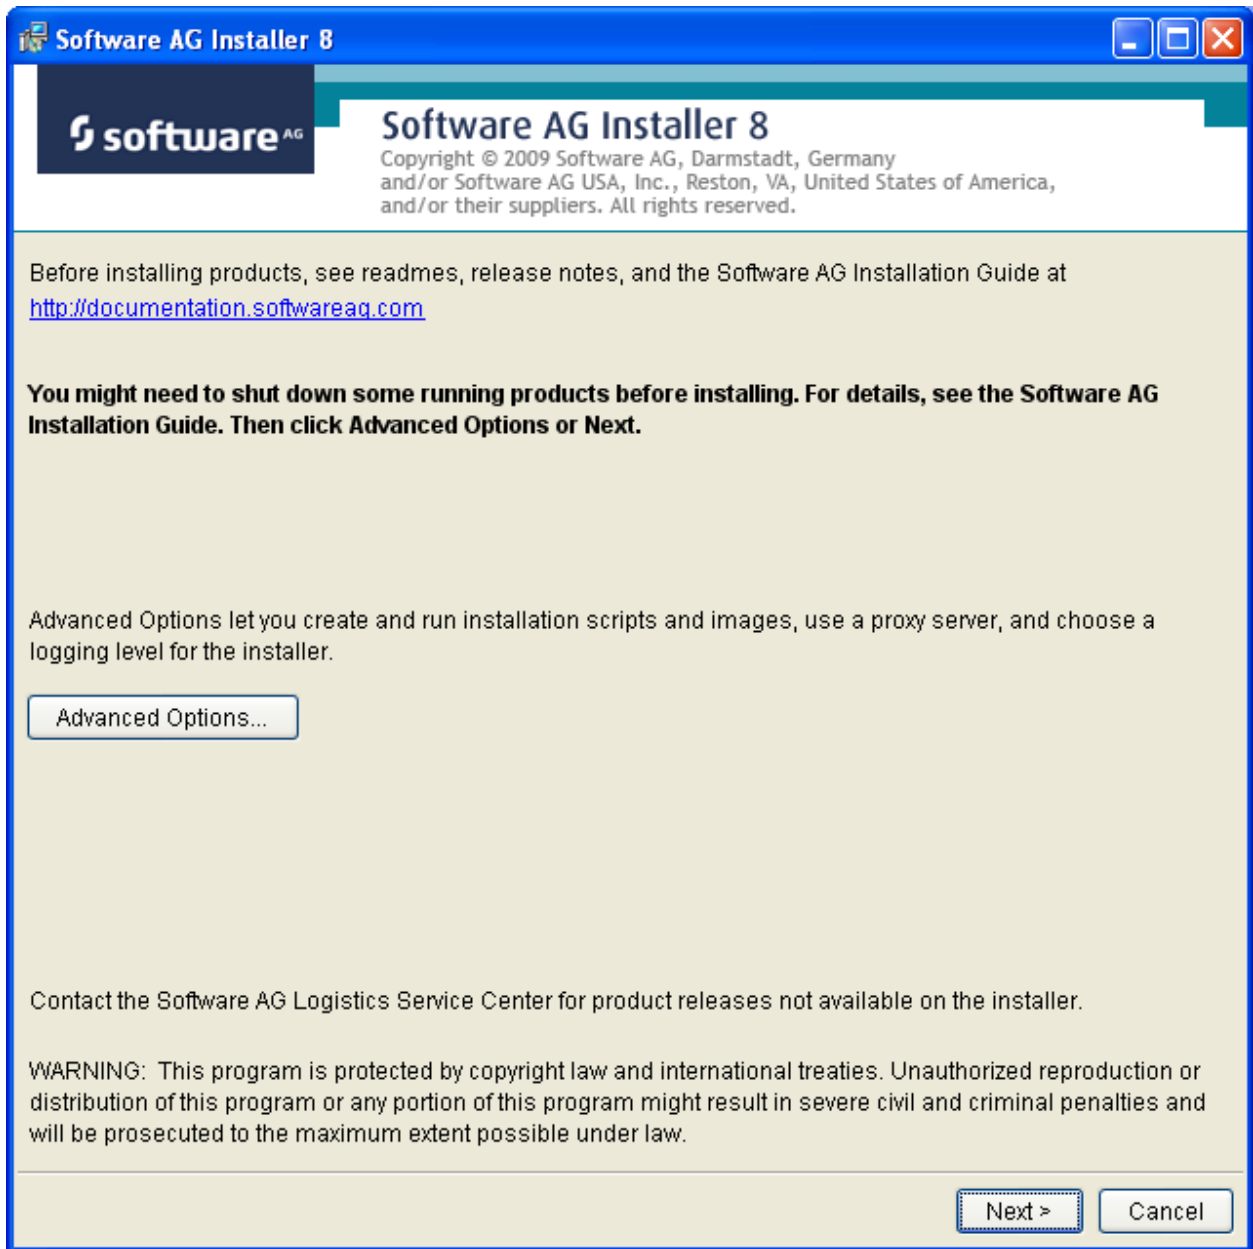 Software AG Installer 8
software AG
Software AG Installer 8
Copyright © 2009 Software AG, Darmstadt, Germany
and/or Software AG USA, Inc., Reston, VA, United States of America,
and/or their suppliers. All rights reserved.
Before installing products, see readmes, release notes, and the Software AG Installation Guide at
http://documentation.softwareag.com
You might need to shut down some running products before installing. For details, see the Software AG
Installation Guide. Then click Advanced Options or Next.
Advanced Options let you create and run installation scripts and images, use a proxy server, and choose a
logging level for the installer.
Advanced Options...
Contact the Software AG Logistics Service Center for product releases not available on the installer.
WARNING: This program is protected by copyright law and international treaties. Unauthorized reproduction or
distribution of this program or any portion of this program might result in severe civil and criminal penalties and
will be prosecuted to the maximum extent possible under law.
Next > Cancel